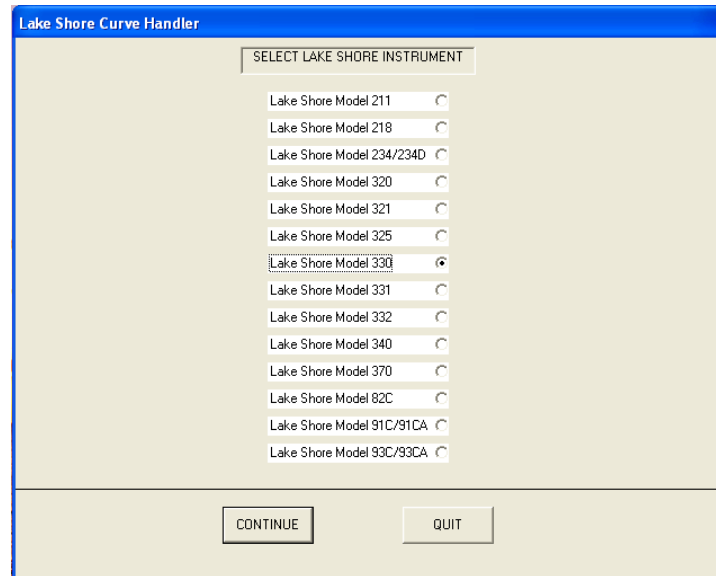 Lake Shore Curve Handler
SELECT LAKE SHORE INSTRUMENT
Lake Shore Model 211
Lake Shore Model 218
Lake Shore Model 234/234D
Lake Shore Model 320
Lake Shore Model 321
Lake Shore Model 325
Lake Shore Model 330
Lake Shore Model 331
Lake Shore Model 332
Lake Shore Model 340
Lake Shore Model 370
Lake Shore Model 82C
Lake Shore Model 91C/91CA
Lake Shore Model 93C/93CA
CONTINUE QUIT